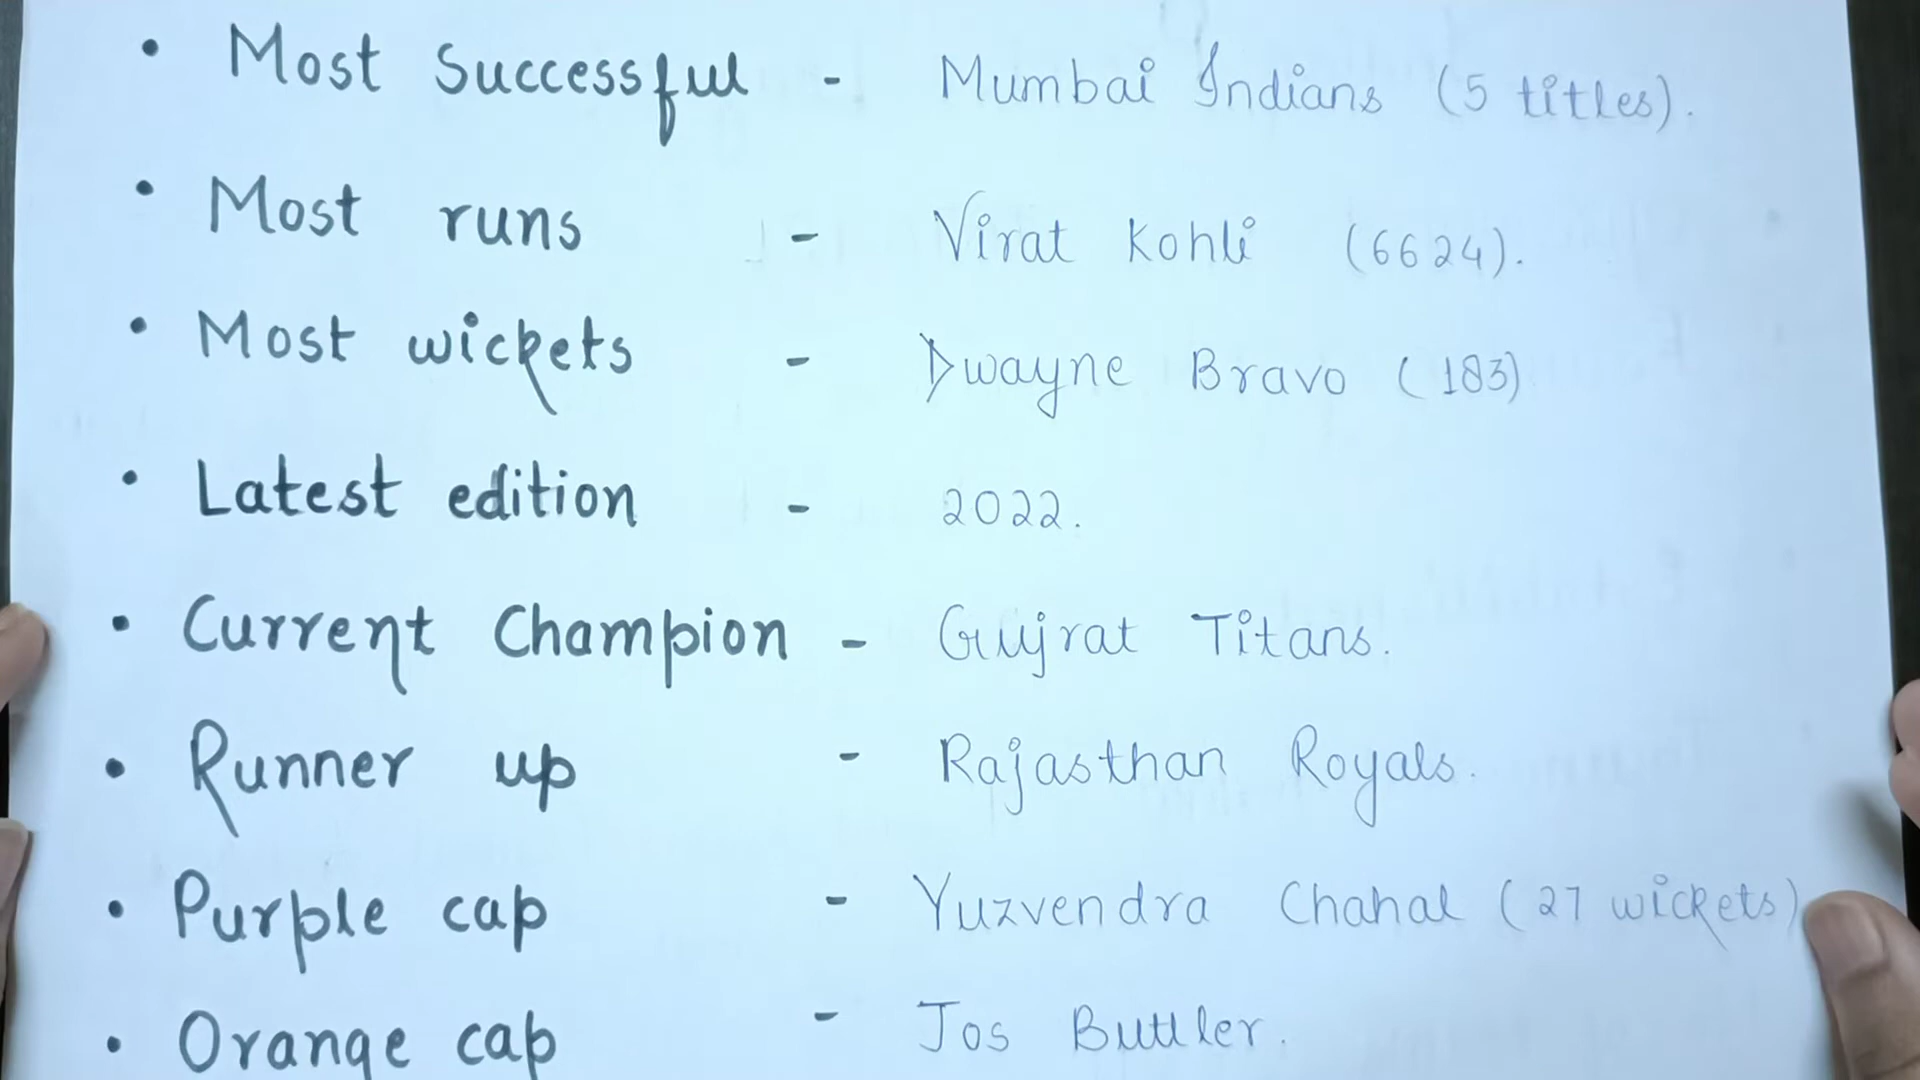 • Most Successful - Mumbai Indians (5 titles).
• Most runs - Virat Kohli (6624).
• Most wickets - Dwayne Bravo (183)
• Latest edition - 2022.
• Current Champion - Gujrat Titans.
• Runner up - Rajasthan Royals.
• Purple cap - Yuzvendra Chahal (27 wickets)
• Orange cap - Jos Buttler.